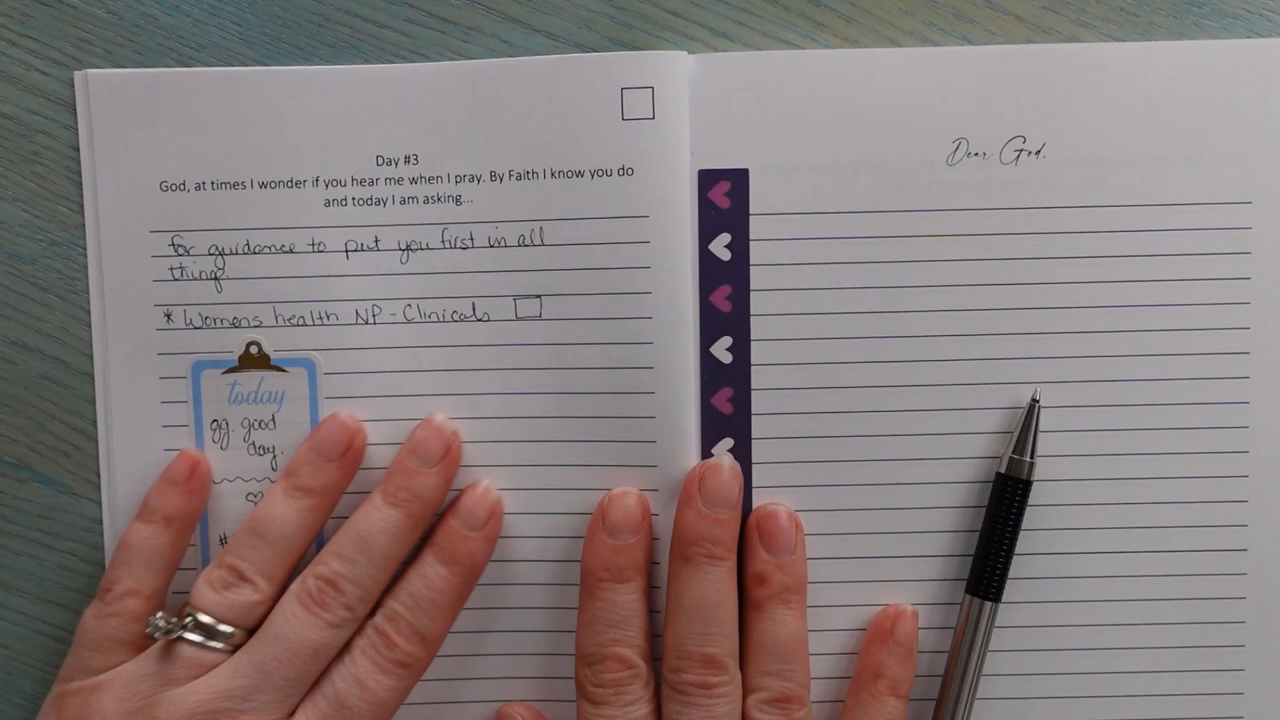 Day #3
God, at times I wonder if you hear me when I pray. By Faith I know you do
and today I am asking...
for guidance to put you first in all
things.
* Womens health NP - Clinicals
today
gg. good
day.
#
Dear God,